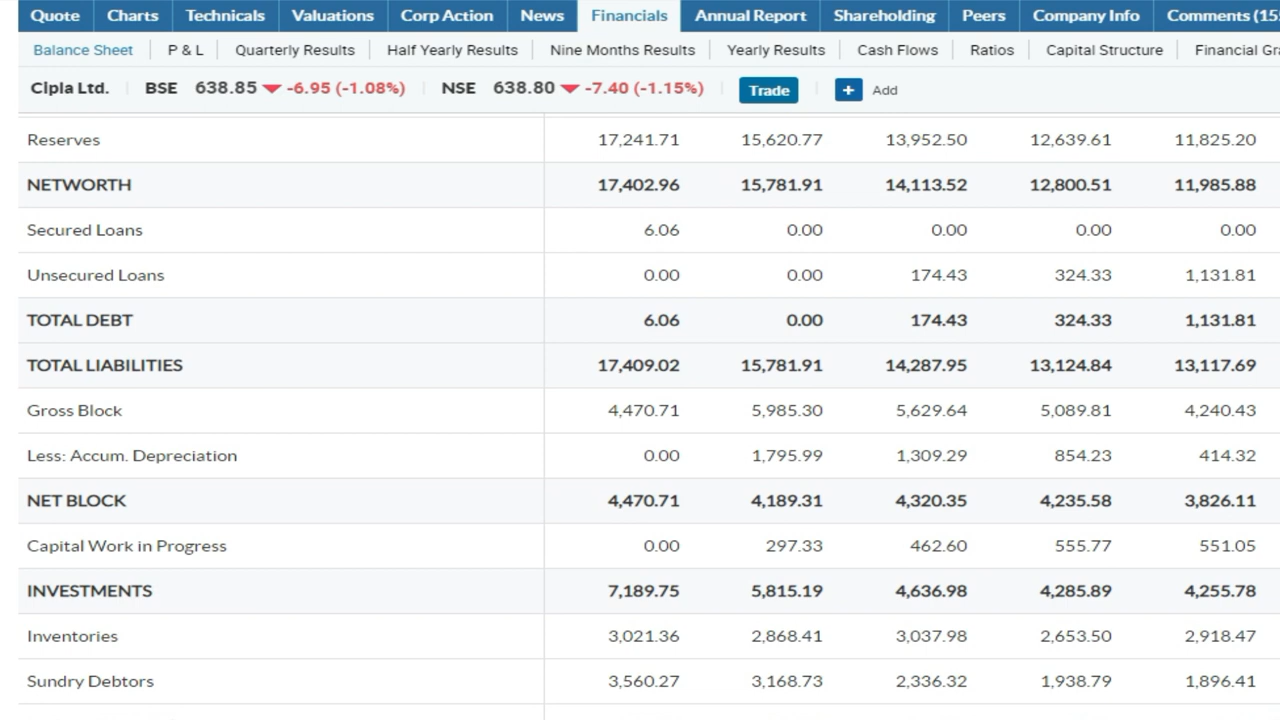 Quote Charts Technicals Valuations Corp Action News Financials Annual Report Shareholding Peers Company Info Comments (15
Balance Sheet P & L Quarterly Results Half Yearly Results Nine Months Results Yearly Results Cash Flows Ratios Capital Structure Financial Gr
Cipla Ltd. BSE 638.85 -6.95 (-1.08%) NSE 638.80 -7.40 (-1.15%) Trade + Add
Reserves 17,241.71 15,620.77 13,952.50 12,639.61 11,825.20
NETWORTH 17,402.96 15,781.91 14,113.52 12,800.51 11,985.88
Secured Loans 6.06 0.00 0.00 0.00 0.00
Unsecured Loans 0.00 0.00 174.43 324.33 1,131.81
TOTAL DEBT 6.06 0.00 174.43 324.33 1,131.81
TOTAL LIABILITIES 17,409.02 15,781.91 14,287.95 13,124.84 13,117.69
Gross Block 4,470.71 5,985.30 5,629.64 5,089.81 4,240.43
Less: Accum. Depreciation 0.00 1,795.99 1,309.29 854.23 414.32
NET BLOCK 4,470.71 4,189.31 4,320.35 4,235.58 3,826.11
Capital Work in Progress 0.00 297.33 462.60 555.77 551.05
INVESTMENTS 7,189.75 5,815.19 4,636.98 4,285.89 4,255.78
Inventories 3,021.36 2,868.41 3,037.98 2,653.50 2,918.47
Sundry Debtors 3,560.27 3,168.73 2,336.32 1,938.79 1,896.41